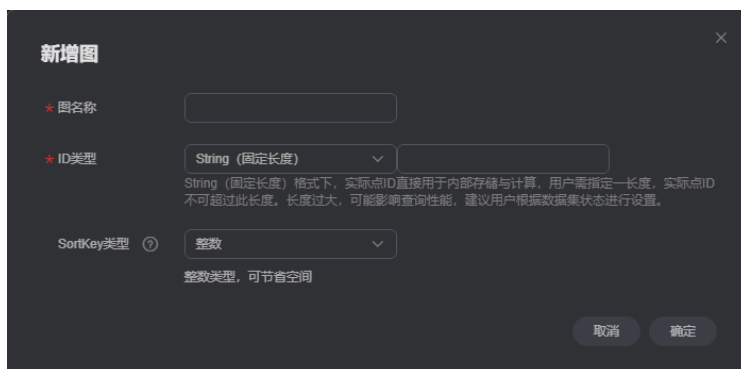 新增图
* 图名称
* ID类型
String（固定长度）
String（固定长度）格式下，实际点ID直接用于内部存储与计算，用户需指定一长度，实际点ID
不可超过此长度。长度过大，可能影响查询性能，建议用户根据数据集状态进行设置。
SortKey类型 ?
整数
整数类型，可节省空间
取消 确定